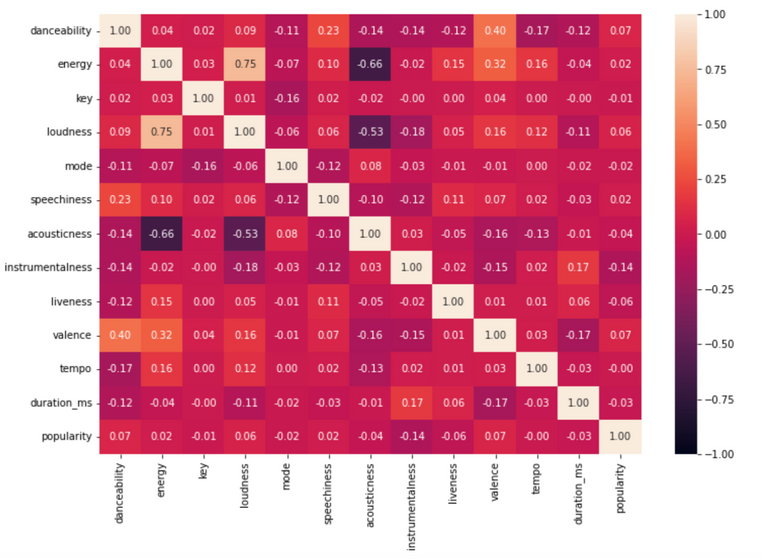 danceability 1.00 0.04 0.02 0.09 -0.11 0.23 -0.14 -0.14 -0.12 0.40 -0.17 -0.12 0.07
energy 0.04 1.00 0.03 0.75 -0.07 0.10 -0.66 -0.02 0.15 0.32 0.16 -0.04 0.02
key 0.02 0.03 1.00 0.01 -0.16 0.02 -0.02 -0.00 0.00 0.04 0.00 -0.00 -0.01
loudness 0.09 0.75 0.01 1.00 -0.06 0.06 -0.53 -0.18 0.05 0.16 0.12 -0.11 0.06
mode -0.11 -0.07 -0.16 -0.06 1.00 -0.12 0.08 -0.03 -0.01 -0.01 0.00 -0.02 -0.02
speechiness 0.23 0.10 0.02 0.06 -0.12 1.00 -0.10 -0.12 0.11 0.07 0.02 -0.03 0.02
acousticness -0.14 -0.66 -0.02 -0.53 0.08 -0.10 1.00 0.03 -0.05 -0.16 -0.13 -0.01 -0.04
instrumentalness -0.14 -0.02 -0.00 -0.18 -0.03 -0.12 0.03 1.00 -0.02 -0.15 0.02 0.17 -0.14
liveness -0.12 0.15 0.00 0.05 -0.01 0.11 -0.05 -0.02 1.00 0.01 0.01 0.06 -0.06
valence 0.40 0.32 0.04 0.16 -0.01 0.07 -0.16 -0.15 0.01 1.00 0.03 -0.17 0.07
tempo -0.17 0.16 0.00 0.12 0.00 0.02 -0.13 0.02 0.01 0.03 1.00 -0.03 -0.00
duration_ms -0.12 -0.04 -0.00 -0.11 -0.02 -0.03 -0.01 0.17 0.06 -0.17 -0.03 1.00 -0.03
popularity 0.07 0.02 -0.01 0.06 -0.02 0.02 -0.04 -0.14 -0.06 0.07 -0.00 -0.03 1.00
danceability
energy
key
loudness
mode
speechiness
acousticness
instrumentalness
liveness
valence
tempo
duration_ms
popularity
1.00
0.75
0.50
0.25
0.00
−0.25
−0.50
−0.75
−1.00